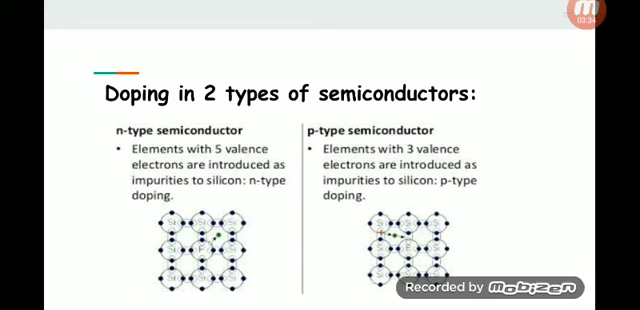 03:34
Doping in 2 types of semiconductors:
n-type semiconductor
• Elements with 5 valence
electrons are introduced as
impurities to silicon: n-type
doping.
p-type semiconductor
• Elements with 3 valence
electrons are introduced as
impurities to silicon: p-type
doping.
Recorded by Mobizen